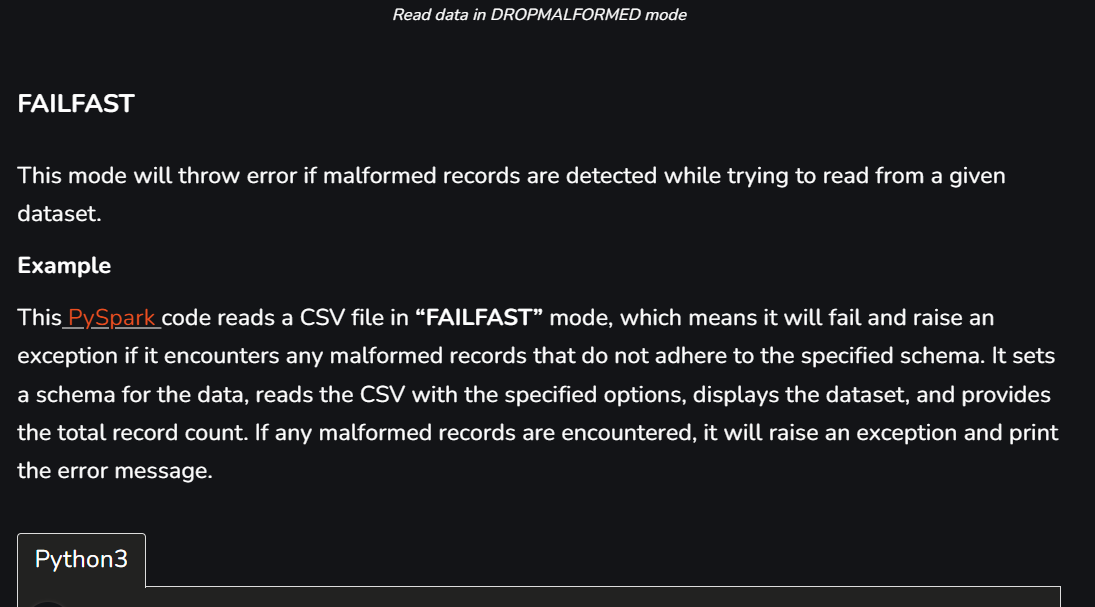 Read data in DROPMALFORMED mode
FAILFAST
This mode will throw error if malformed records are detected while trying to read from a given
dataset.
Example
This PySpark code reads a CSV file in “FAILFAST” mode, which means it will fail and raise an
exception if it encounters any malformed records that do not adhere to the specified schema. It sets
a schema for the data, reads the CSV with the specified options, displays the dataset, and provides
the total record count. If any malformed records are encountered, it will raise an exception and print
the error message.
Python3